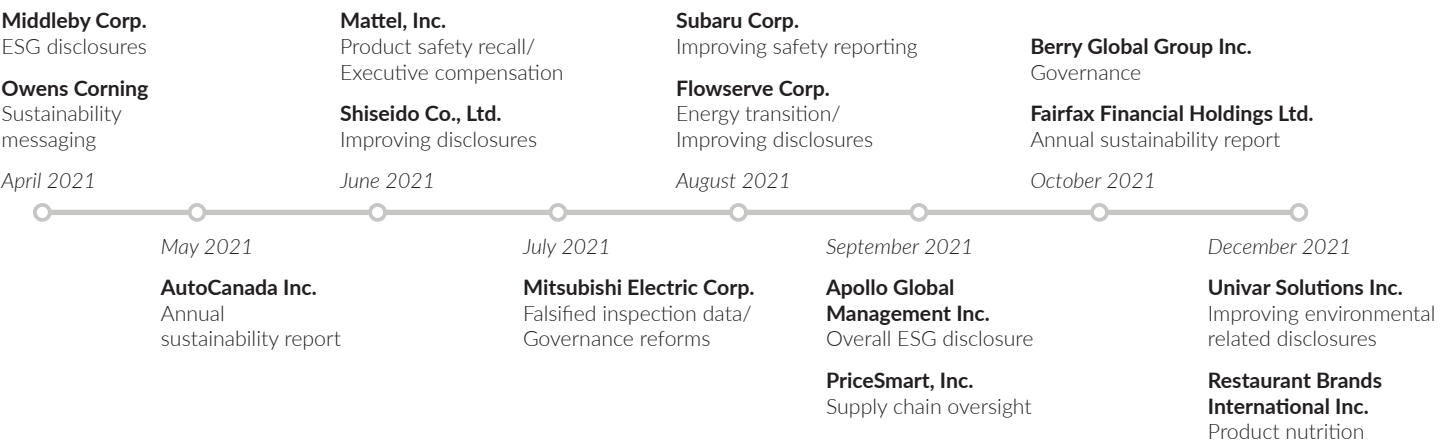 Middleby Corp.
ESG disclosures
Owens Corning
Sustainability
messaging
April 2021
Mattel, Inc.
Product safety recall/
Executive compensation
Shiseido Co., Ltd.
Improving disclosures
June 2021
Subaru Corp.
Improving safety reporting
Flowserve Corp.
Energy transition/
Improving disclosures
August 2021
Berry Global Group Inc.
Governance
Fairfax Financial Holdings Ltd.
Annual sustainability report
October 2021
May 2021
AutoCanada Inc.
Annual
sustainability report
July 2021
Mitsubishi Electric Corp.
Falsified inspection data/
Governance reforms
September 2021
Apollo Global
Management Inc.
Overall ESG disclosure
PriceSmart, Inc.
Supply chain oversight
December 2021
Univar Solutions Inc.
Improving environmental
related disclosures
Restaurant Brands
International Inc.
Product nutrition